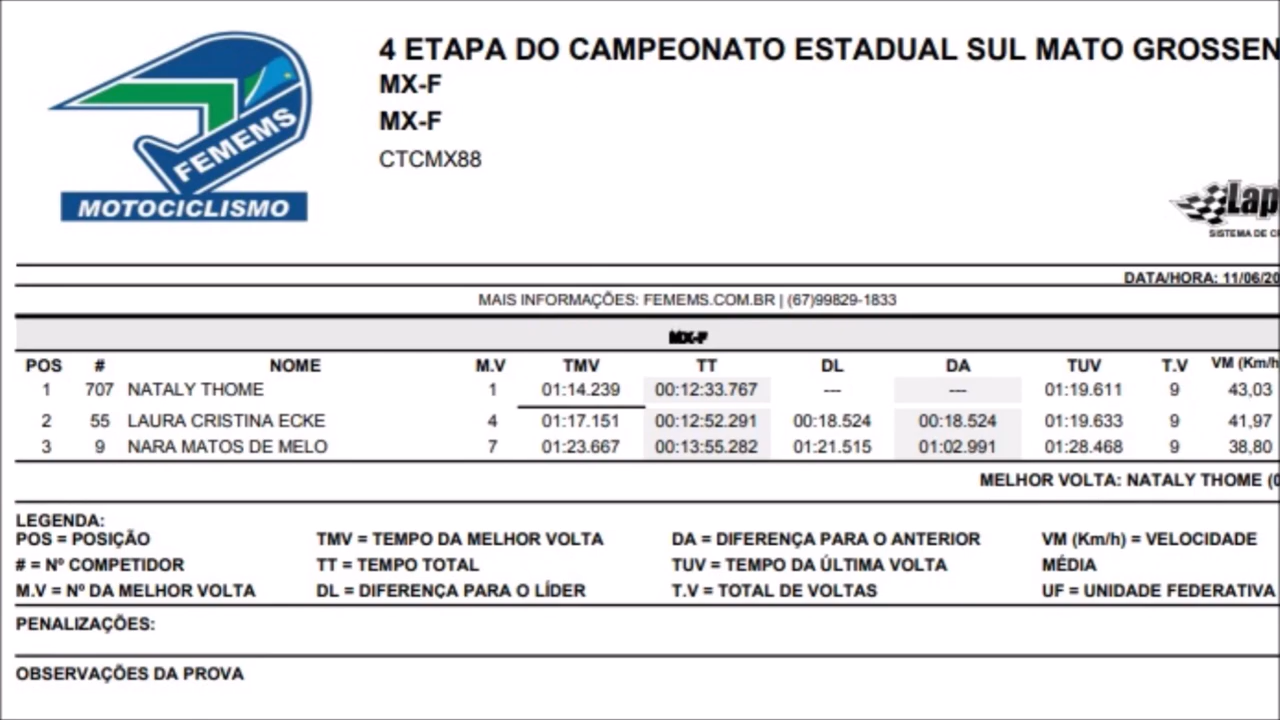 4 ETAPA DO CAMPEONATO ESTADUAL SUL MATO GROSSEN
MX-F
MX-F
CTCMX88
FEMEMS
MOTOCICLISMO
Lap
SISTEMA DE C
DATA/HORA: 11/06/20
MAIS INFORMAÇÕES: FEMEMS.COM.BR | (67)99829-1833
MX-F
POS # NOME M.V TMV TT DL DA TUV T.V VM (Km/h
1 707 NATALY THOME 1 01:14.239 00:12:33.767 --- --- 01:19.611 9 43,03
2 55 LAURA CRISTINA ECKE 4 01:17.151 00:12:52.291 00:18.524 00:18.524 01:19.633 9 41,97
3 9 NARA MATOS DE MELO 7 01:23.667 00:13:55.282 01:21.515 01:02.991 01:28.468 9 38,80
MELHOR VOLTA: NATALY THOME (0
LEGENDA:
POS = POSIÇÃO TMV = TEMPO DA MELHOR VOLTA DA = DIFERENÇA PARA O ANTERIOR VM (Km/h) = VELOCIDADE
# = Nº COMPETIDOR TT = TEMPO TOTAL TUV = TEMPO DA ÚLTIMA VOLTA MÉDIA
M.V = Nº DA MELHOR VOLTA DL = DIFERENÇA PARA O LÍDER T.V = TOTAL DE VOLTAS UF = UNIDADE FEDERATIVA
PENALIZAÇÕES:
OBSERVAÇÕES DA PROVA